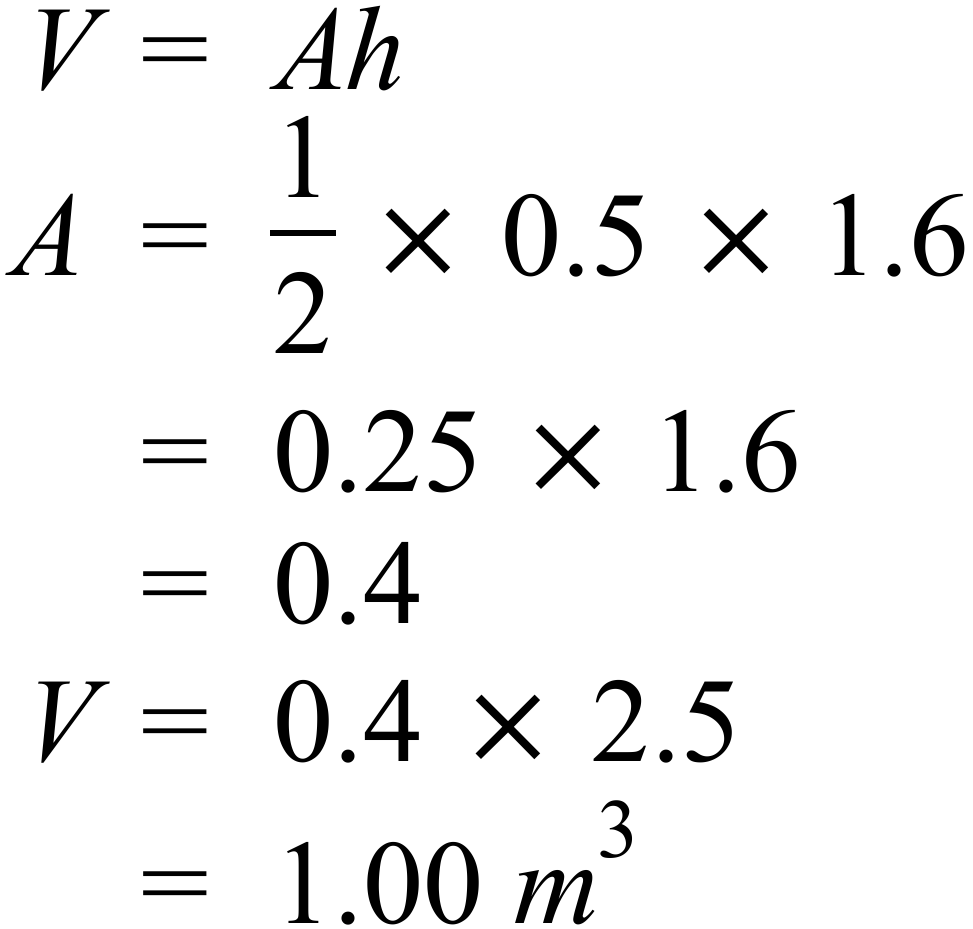 V = Ah
A = 1/2 × 0.5 × 1.6
= 0.25 × 1.6
= 0.4
V = 0.4 × 2.5
= 1.00 m³